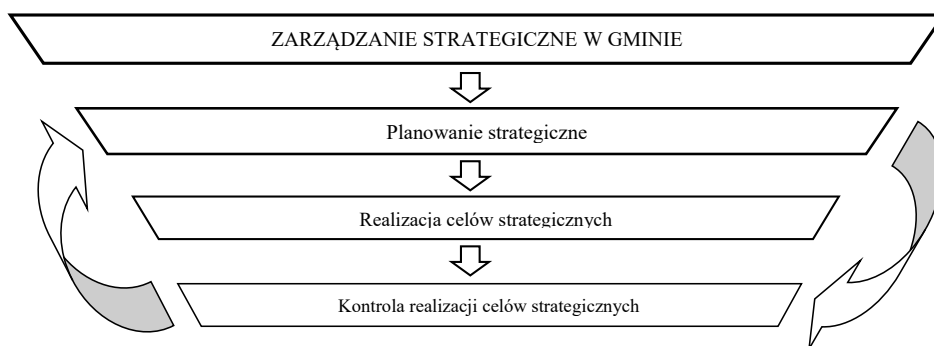 ZARZĄDZANIE STRATEGICZNE W GMINIE
Planowanie strategiczne
Realizacja celów strategicznych
Kontrola realizacji celów strategicznych